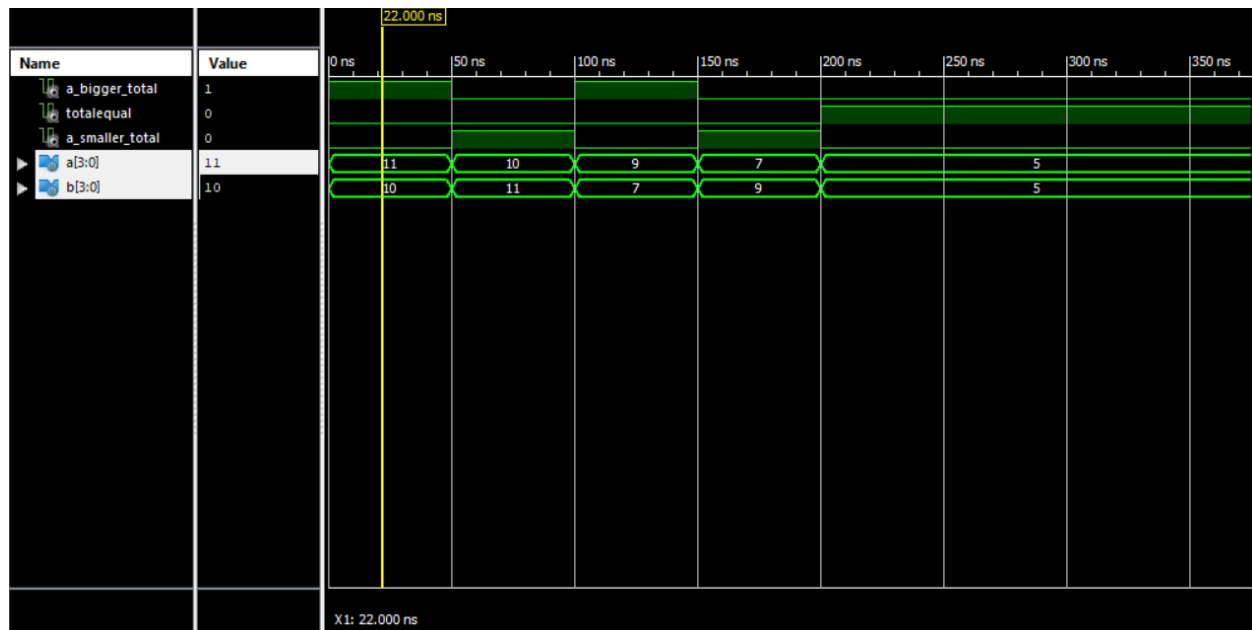 22.000 ns
Name Value
0 ns 50 ns 100 ns 150 ns 200 ns 250 ns 300 ns 350 ns
a_bigger_total 1
totalequal 0
a_smaller_total 0
a[3:0] 11 11 10 9 7 5
b[3:0] 10 10 11 7 9 5
X1: 22.000 ns